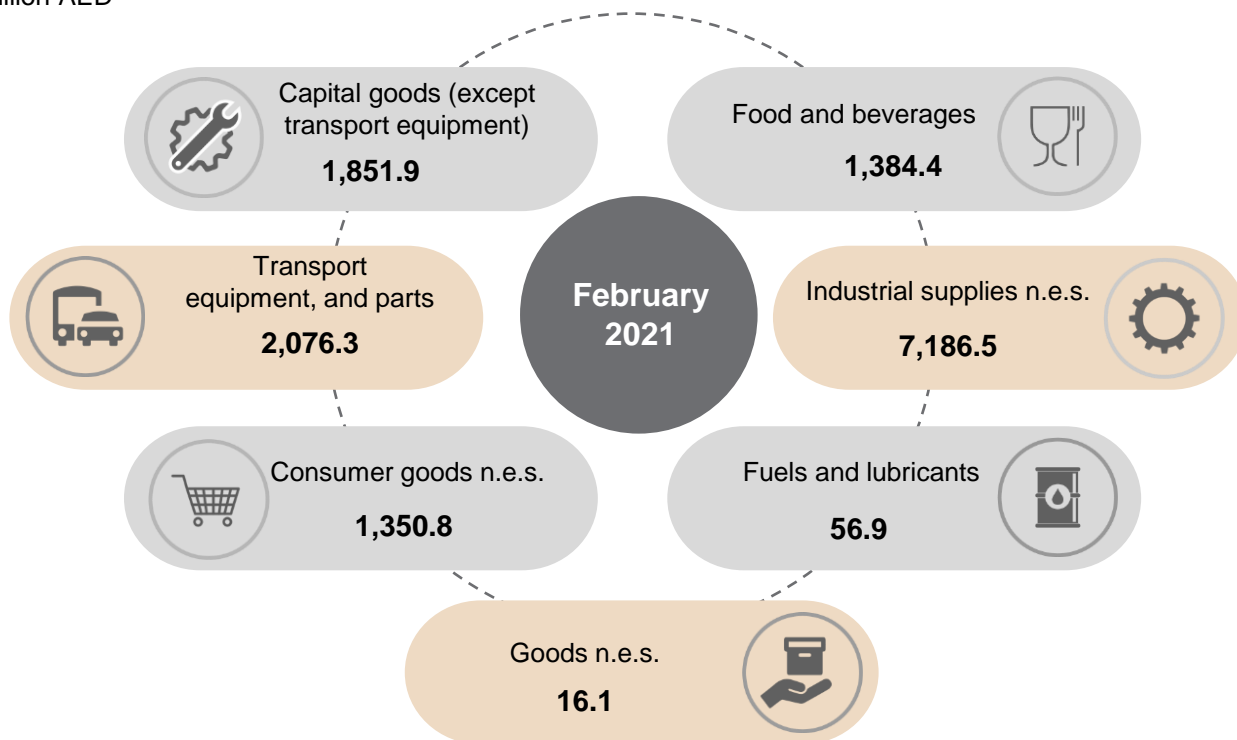 AED
Capital goods (except
transport equipment)
1,851.9
Food and beverages
1,384.4
Transport
equipment, and parts
2,076.3
February
2021
Industrial supplies n.e.s.
7,186.5
Consumer goods n.e.s.
1,350.8
Fuels and lubricants
56.9
Goods n.e.s.
16.1